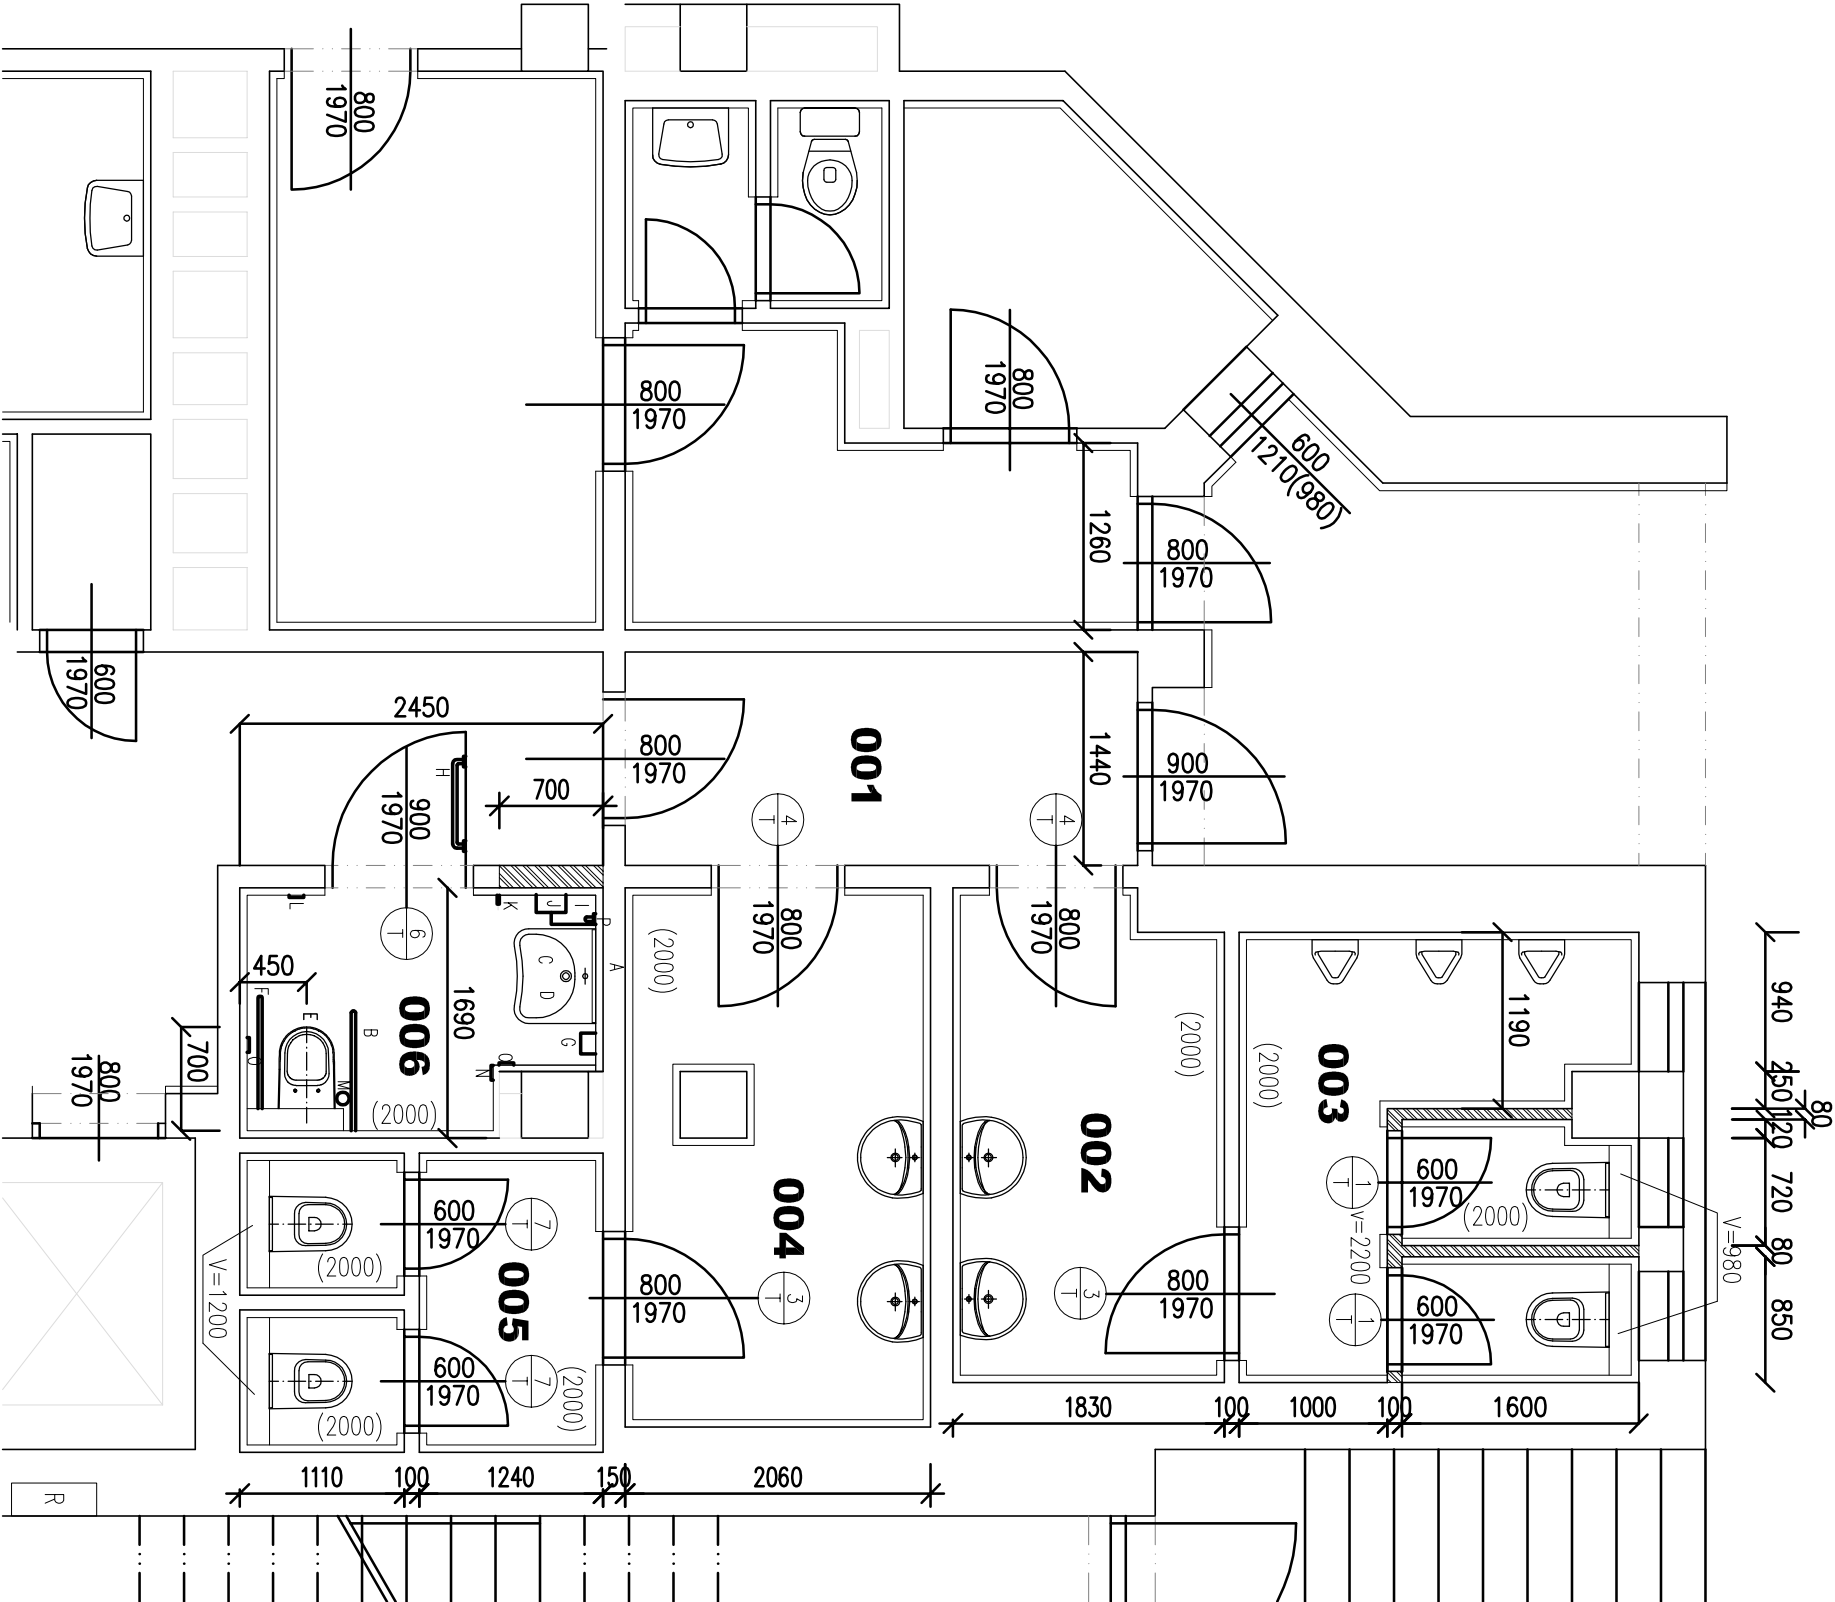 800
1970
800
1970
800
1970
600
1210(980)
1260
800
1970
600
1970
2450
800
1970
001
1440
900
1970
H
700
900
1970
4
T
4
T
L
K
J
I
P
6
T
800
1970
800
1970
(2000)
A
C
D
450
F
E
B
006
1690
G
O
M
N
(2000)
700
800
1970
(2000)
(2000)
003
1190
940
250
80
120
720
80
850
002
004
1
T
600
1970
(2000)
V=2200
V=980
600
1970
7
T
(2000)
V=1200
005
800
1970
3
T
3
T
800
1970
1
T
600
1970
600
1970
7
T
(2000)
(2000)
1830
100
1000
100
1600
1110
100
1240
150
2060
R